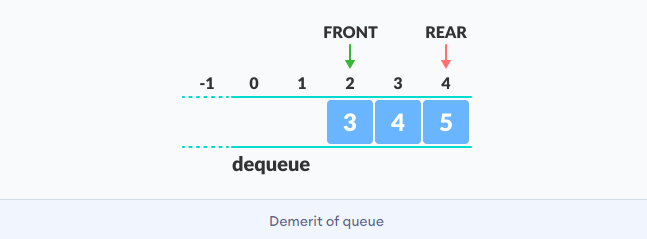 FRONT REAR
-1 0 1 2 3 4
3 4 5
dequeue
Demerit of queue